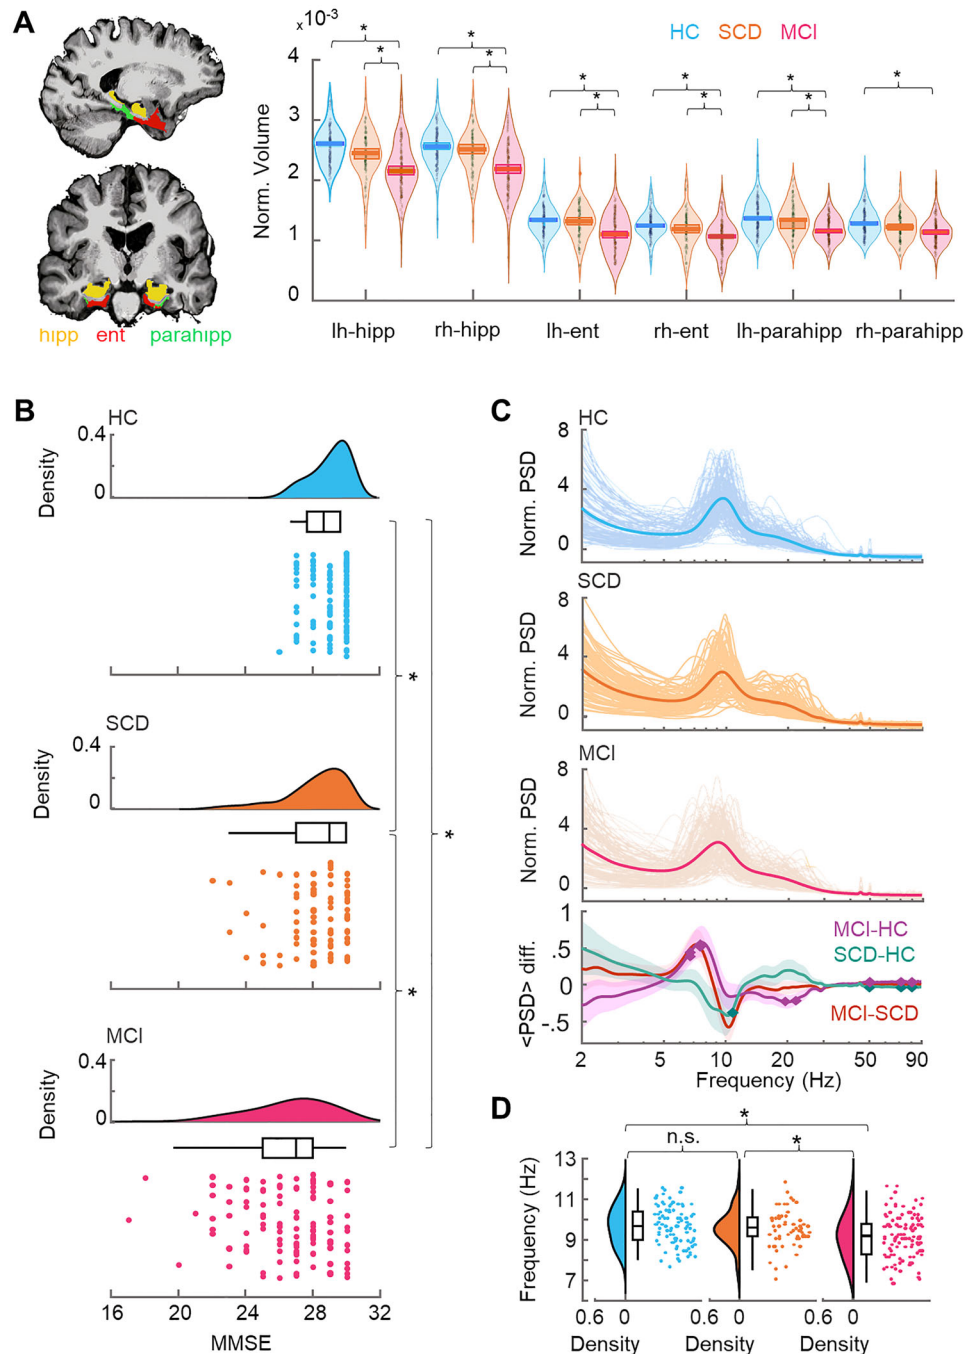 A
×10⁻³
HC SCD MCI
Norm. Volume
4
3
2
1
0
* * * * * * * * * * *
hipp ent parahipp
lh-hipp rh-hipp lh-ent rh-ent lh-parahipp rh-parahipp
B
HC
Density
0.4
0
*
SCD
Density
0.4
0
*
*
MCI
Density
0.4
0
16 20 24 28 32
MMSE
C
HC
Norm. PSD
8
4
0
SCD
Norm. PSD
8
4
0
MCI
Norm. PSD
8
4
0
<PSD> diff.
1
.5
0
-.5
MCI-HC
SCD-HC
MCI-SCD
2 5 10 20 50 90
Frequency (Hz)
D
*
n.s. *
Frequency (Hz)
13
11
9
7
0.6 0 0.6 0 0.6 0
Density Density Density